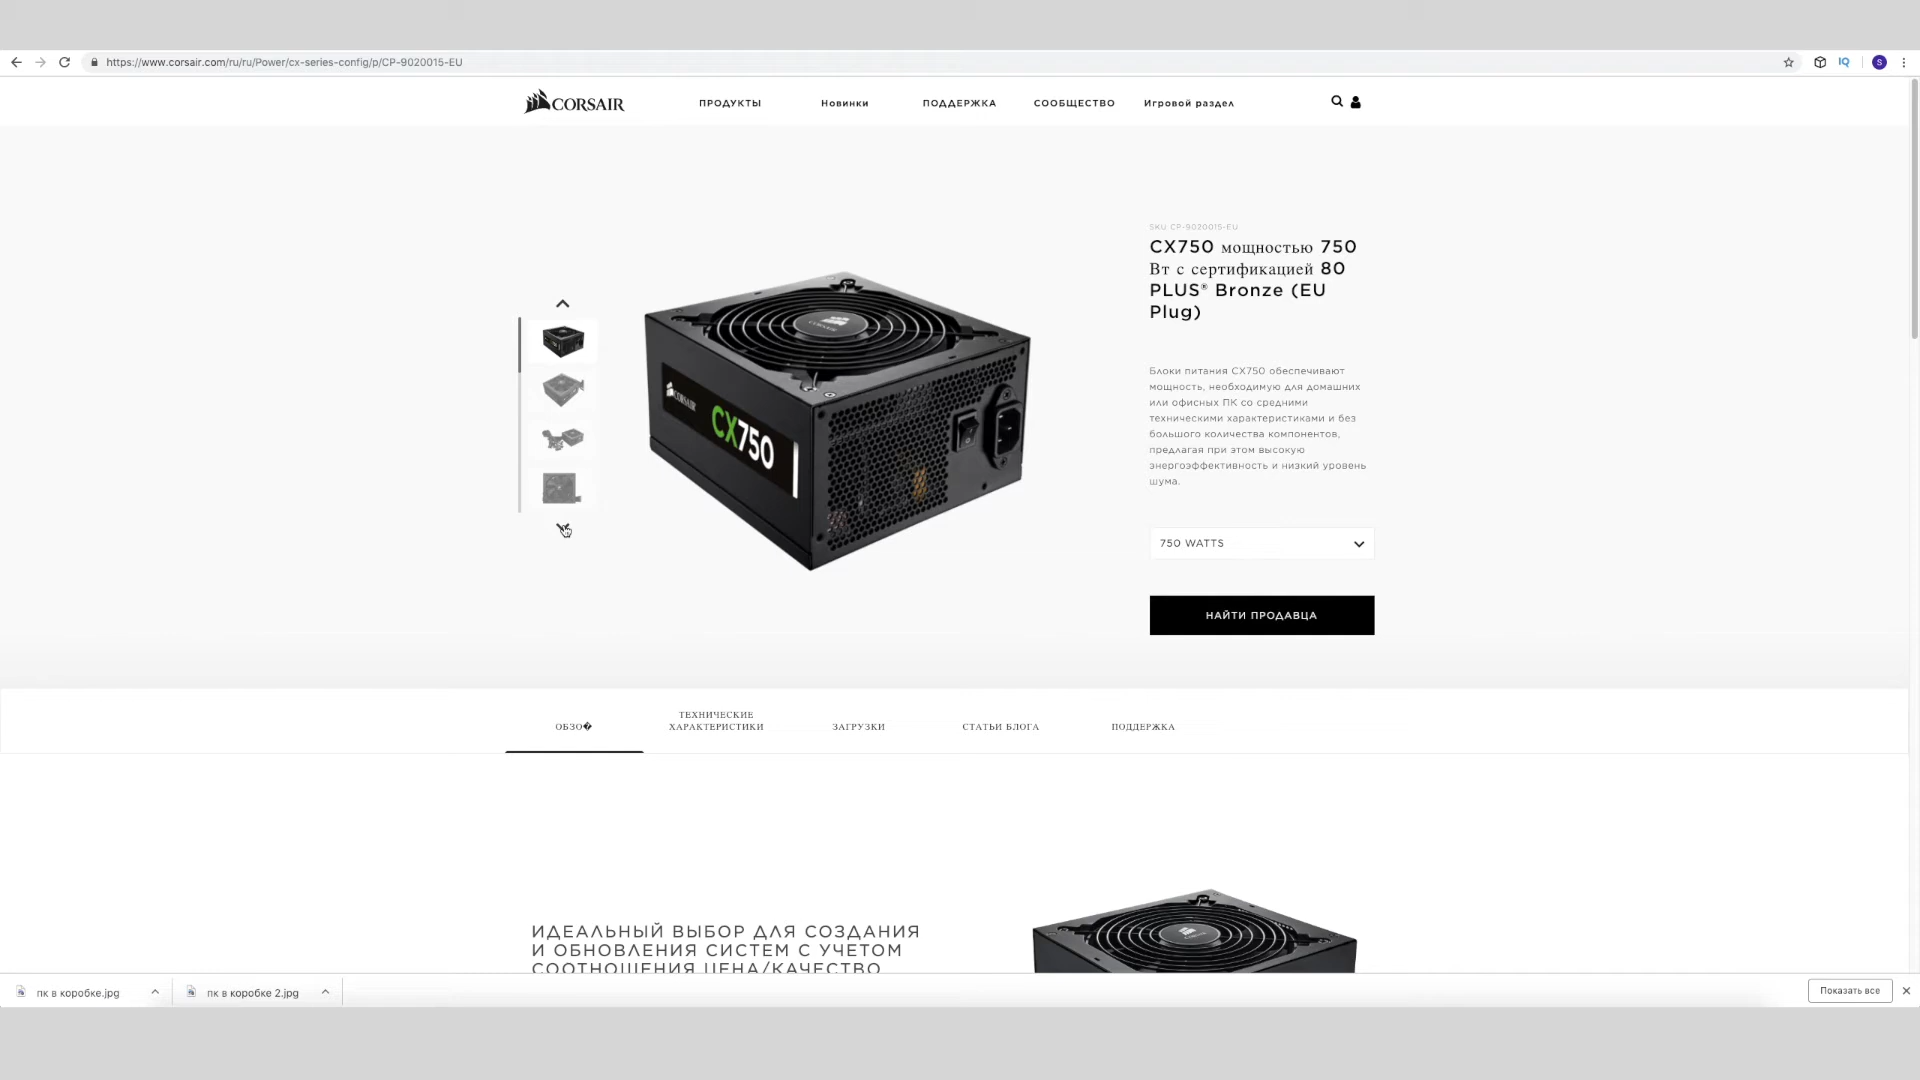 https://www.corsair.com/ru/ru/Power/cx-series-config/p/CP-9020015-EU
IQ
S
CORSAIR
ПРОДУКТЫ
Новинки
ПОДДЕРЖКА
СООБЩЕСТВО
Игровой раздел
SKU CP-9020015-EU
CX750 мощностью 750
Вт с сертификацией 80
PLUS® Bronze (EU
Plug)
CORSAIR
CORSAIR
CX750
Блоки питания CX750 обеспечивают
мощность, необходимую для домашних
или офисных ПК со средними
техническими характеристиками и без
большого количества компонентов,
предлагая при этом высокую
энергоэффективность и низкий уровень
шума.
750 WATTS
НАЙТИ ПРОДАВЦА
ОБЗО�
ТЕХНИЧЕСКИЕ
ХАРАКТЕРИСТИКИ
ЗАГРУЗКИ
СТАТЬИ БЛОГА
ПОДДЕРЖКА
ИДЕАЛЬНЫЙ ВЫБОР ДЛЯ СОЗДАНИЯ
И ОБНОВЛЕНИЯ СИСТЕМ С УЧЕТОМ
СООТНОШЕНИЯ ЦЕНА/КАЧЕСТВО
пк в коробке.jpg
пк в коробке 2.jpg
Показать все